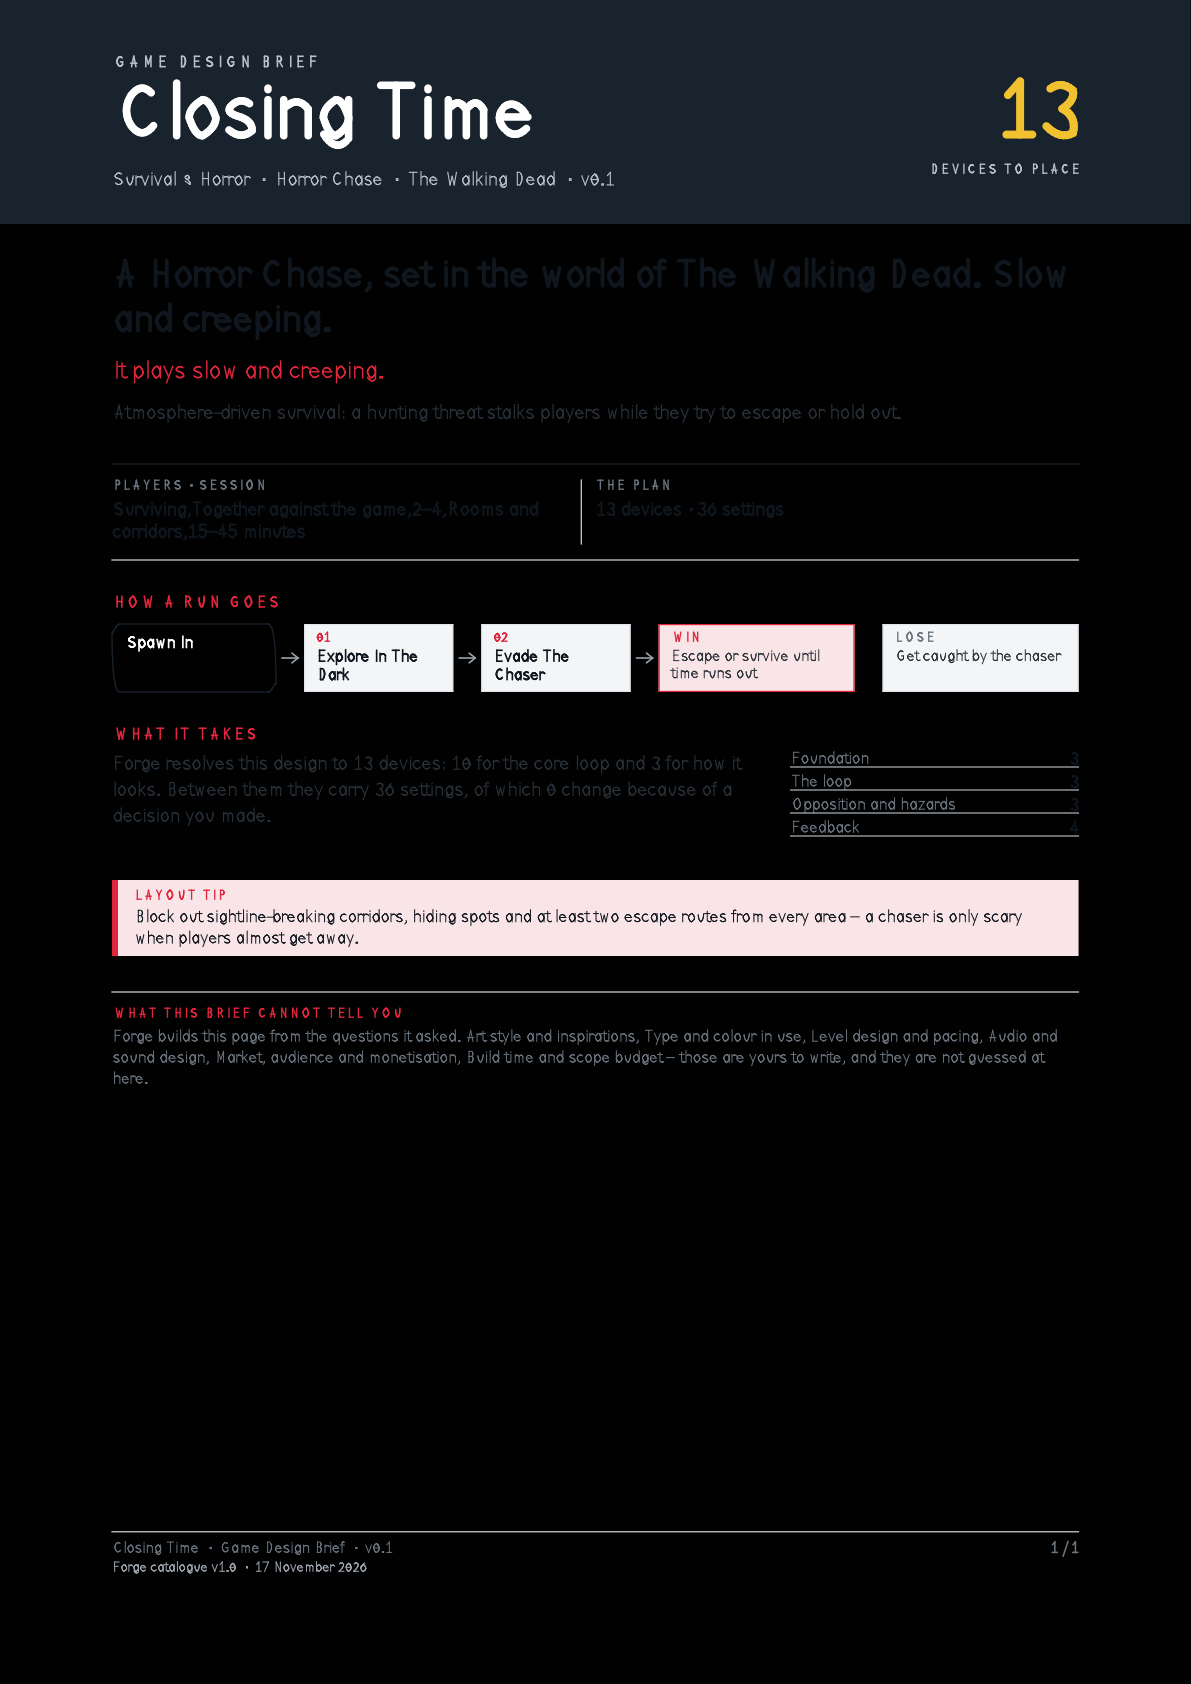 GAME DESIGN BRIEF
Closing Time
Survival & Horror · Horror Chase · The Walking Dead · v0.1
13
DEVICES TO PLACE
A Horror Chase, set in the world of The Walking Dead. Slow
and creeping.
It plays slow and creeping.
Atmosphere-driven survival: a hunting threat stalks players while they try to escape or hold out.
PLAYERS · SESSION
Surviving,Together against the game,2–4,Rooms and
corridors,15–45 minutes
THE PLAN
13 devices · 36 settings
HOW A RUN GOES
Spawn In
01
Explore In The
Dark
02
Evade The
Chaser
WIN
Escape or survive until
time runs out
LOSE
Get caught by the chaser
WHAT IT TAKES
Forge resolves this design to 13 devices: 10 for the core loop and 3 for how it
looks. Between them they carry 36 settings, of which 0 change because of a
decision you made.
Foundation 3
The loop 3
Opposition and hazards 3
Feedback 4
LAYOUT TIP
Block out sightline-breaking corridors, hiding spots and at least two escape routes from every area — a chaser is only scary
when players almost get away.
WHAT THIS BRIEF CANNOT TELL YOU
Forge builds this page from the questions it asked. Art style and inspirations, Type and colour in use, Level design and pacing, Audio and
sound design, Market, audience and monetisation, Build time and scope budget — those are yours to write, and they are not guessed at
here.
Closing Time · Game Design Brief · v0.1
1/1
Forge catalogue v1.0 · 17 November 2026